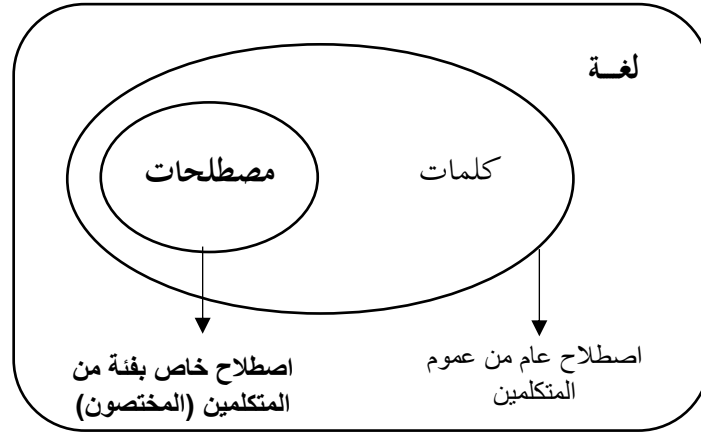 لغــة
كلمات
مصطلحات
اصطلاح عام من عموم
المتكلمين
اصطلاح خاص بفئة من
المتكلمين (المختصون)